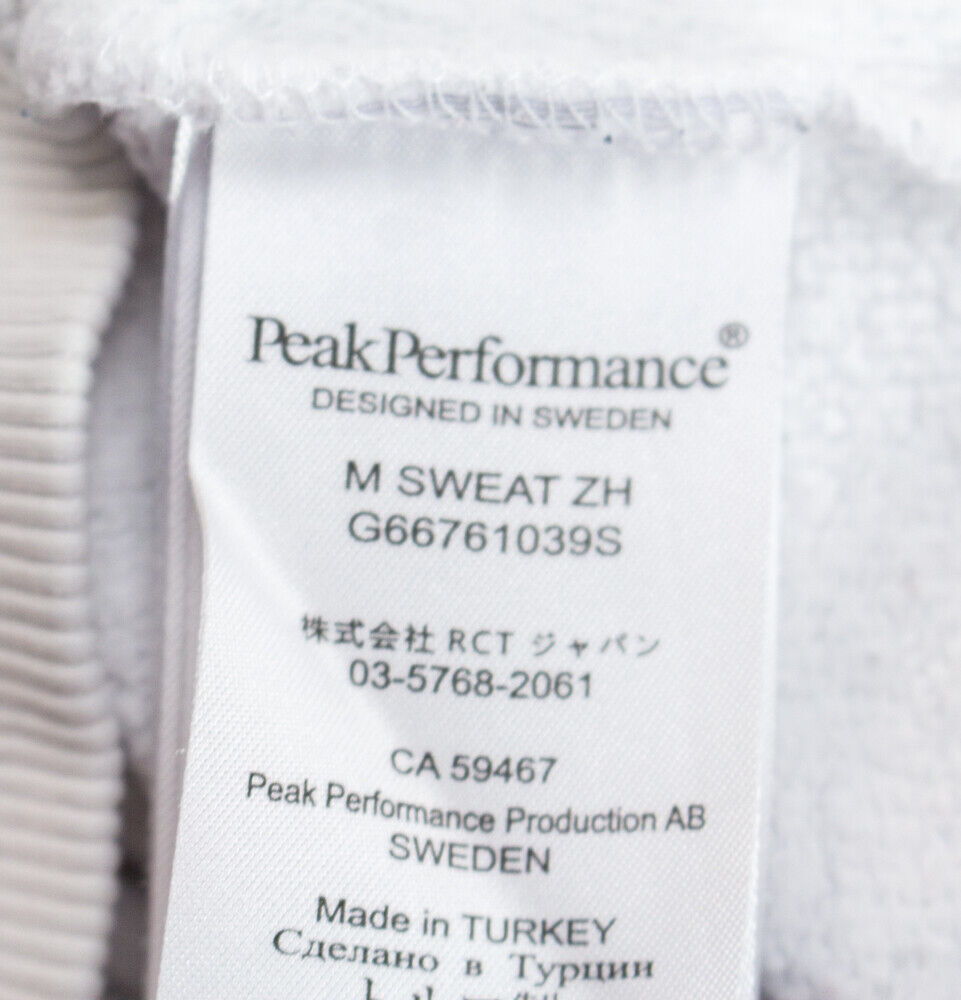 PeakPerformance®
DESIGNED IN SWEDEN
M SWEAT ZH
G66761039S
株式会社 RCT ジャパン
03-5768-2061
CA 59467
Peak Performance Production AB
SWEDEN
Made in TURKEY
Сделано в Турции